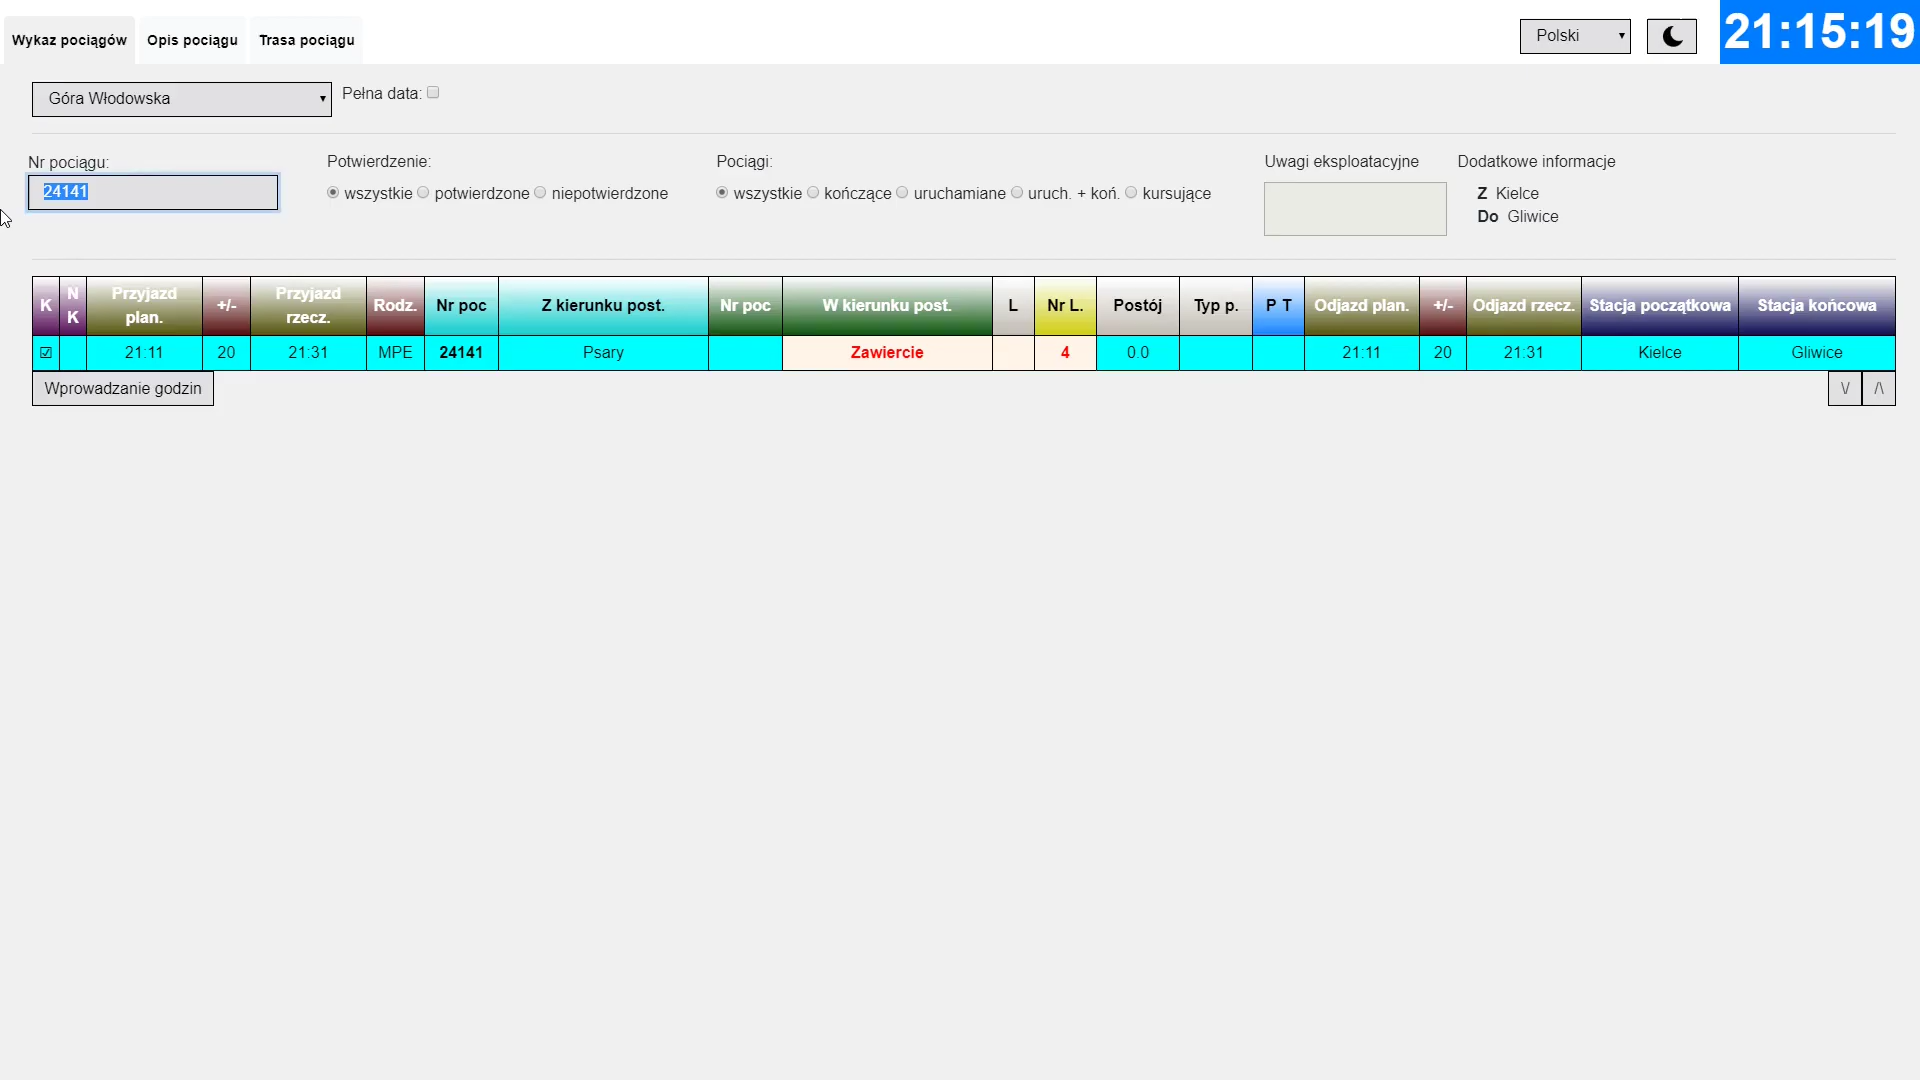 Wykaz pociągów Opis pociągu Trasa pociągu Polski 21:15:19
Góra Włodowska Pełna data:
Nr pociągu: Potwierdzenie: Pociągi: Uwagi eksploatacyjne Dodatkowe informacje
24141 wszystkie potwierdzone niepotwierdzone wszystkie kończące uruchamiane uruch. + koń. kursujące Z Kielce
Do Gliwice
K N K Przyjazd plan. +/- Przyjazd rzecz. Rodz. Nr poc Z kierunku post. Nr poc W kierunku post. L Nr L. Postój Typ p. P T Odjazd plan. +/- Odjazd rzecz. Stacja początkowa Stacja końcowa
21:11 20 21:31 MPE 24141 Psary Zawiercie 4 0.0 21:11 20 21:31 Kielce Gliwice
Wprowadzanie godzin \/ /\